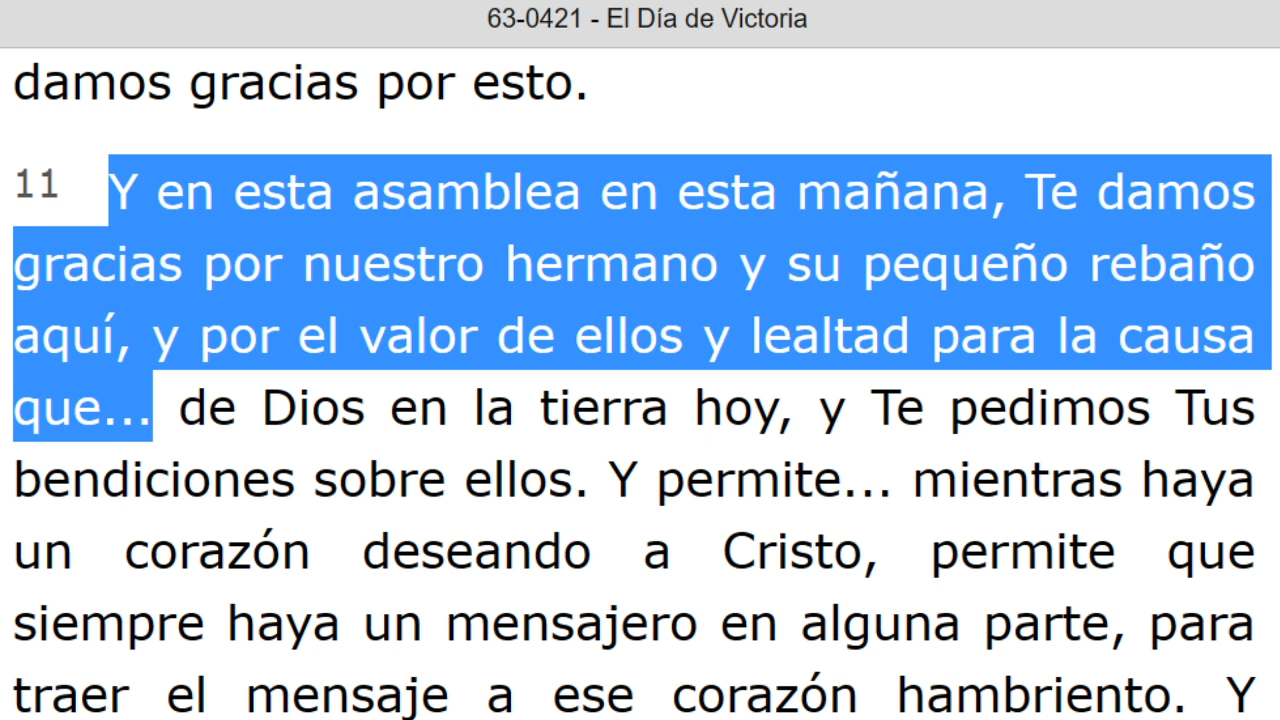 63-0421 - El Día de Victoria
damos gracias por esto.
11 Y en esta asamblea en esta mañana, Te damos
gracias por nuestro hermano y su pequeño rebaño
aquí, y por el valor de ellos y lealtad para la causa
que... de Dios en la tierra hoy, y Te pedimos Tus
bendiciones sobre ellos. Y permite... mientras haya
un corazón deseando a Cristo, permite que
siempre haya un mensajero en alguna parte, para
traer el mensaje a ese corazón hambriento. Y